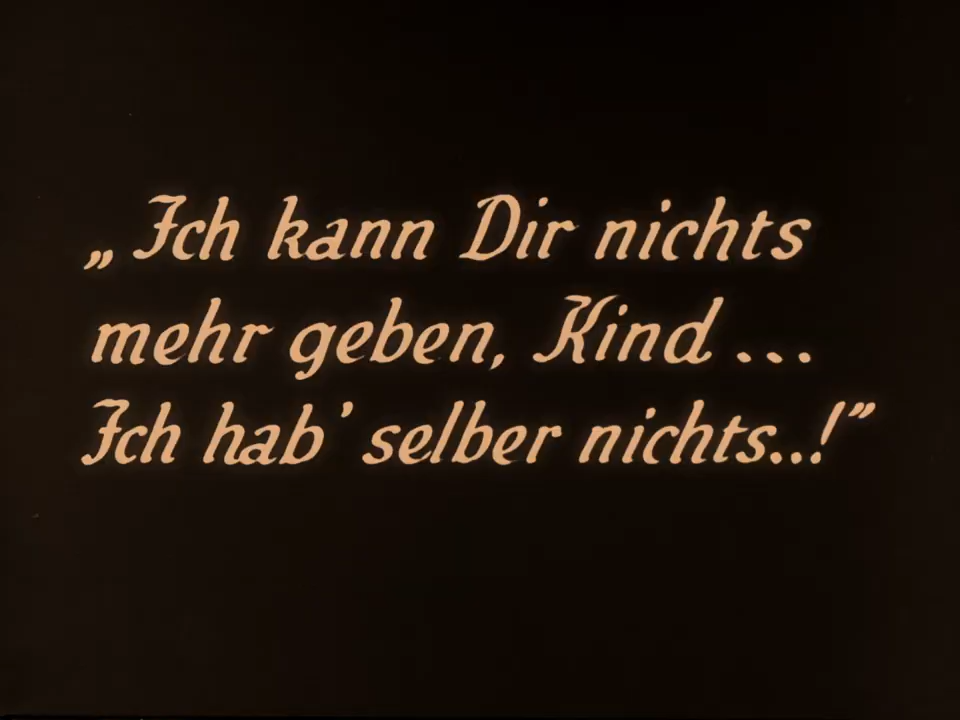 „Ich kann Dir nichts
mehr geben, Kind ...
Ich hab' selber nichts..!”